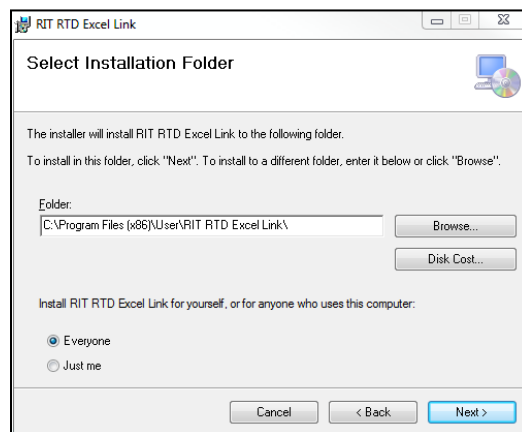 RIT RTD Excel Link
Select Installation Folder
The installer will install RIT RTD Excel Link to the following folder.
To install in this folder, click "Next". To install to a different folder, enter it below or click "Browse".
Folder:
C:\Program Files (x86)\User\RIT RTD Excel Link\
Browse...
Disk Cost...
Install RIT RTD Excel Link for yourself, or for anyone who uses this computer:
Everyone
Just me
Cancel
< Back
Next >